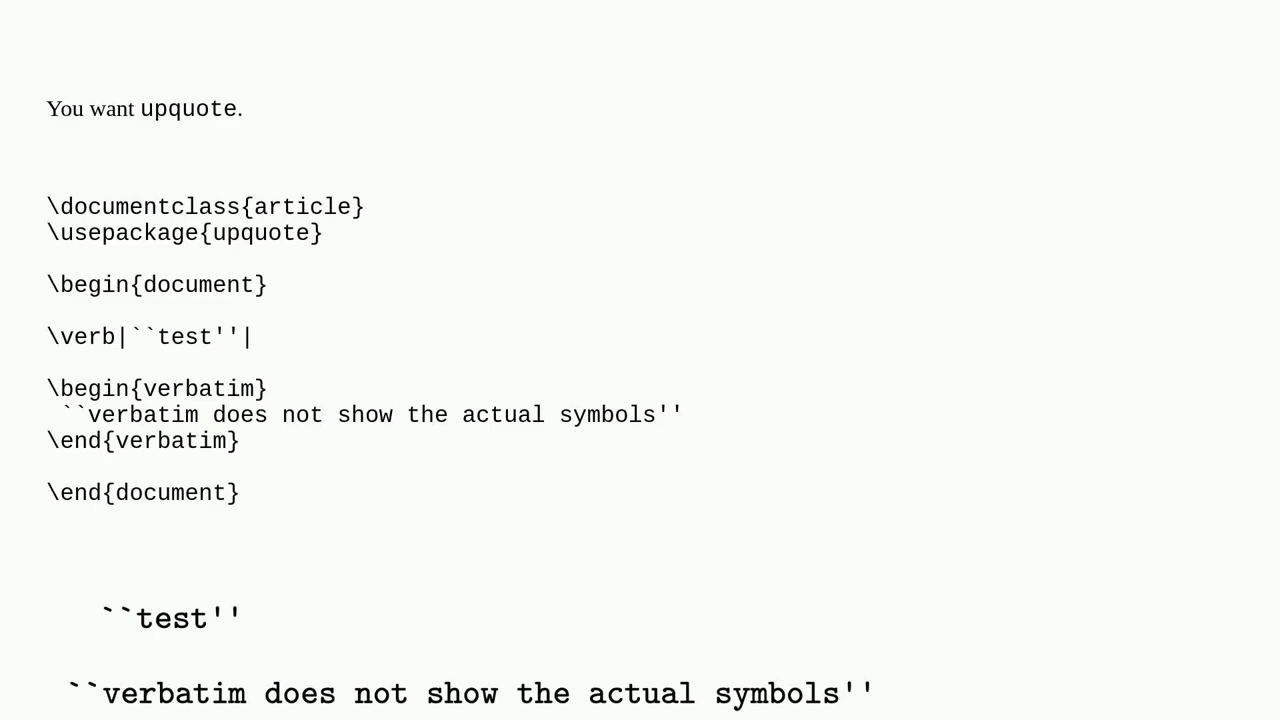 You want upquote.
\documentclass{article}
\usepackage{upquote}
\begin{document}
\verb|``test''|
\begin{verbatim}
 ``verbatim does not show the actual symbols''
\end{verbatim}
\end{document}
``test''
``verbatim does not show the actual symbols''